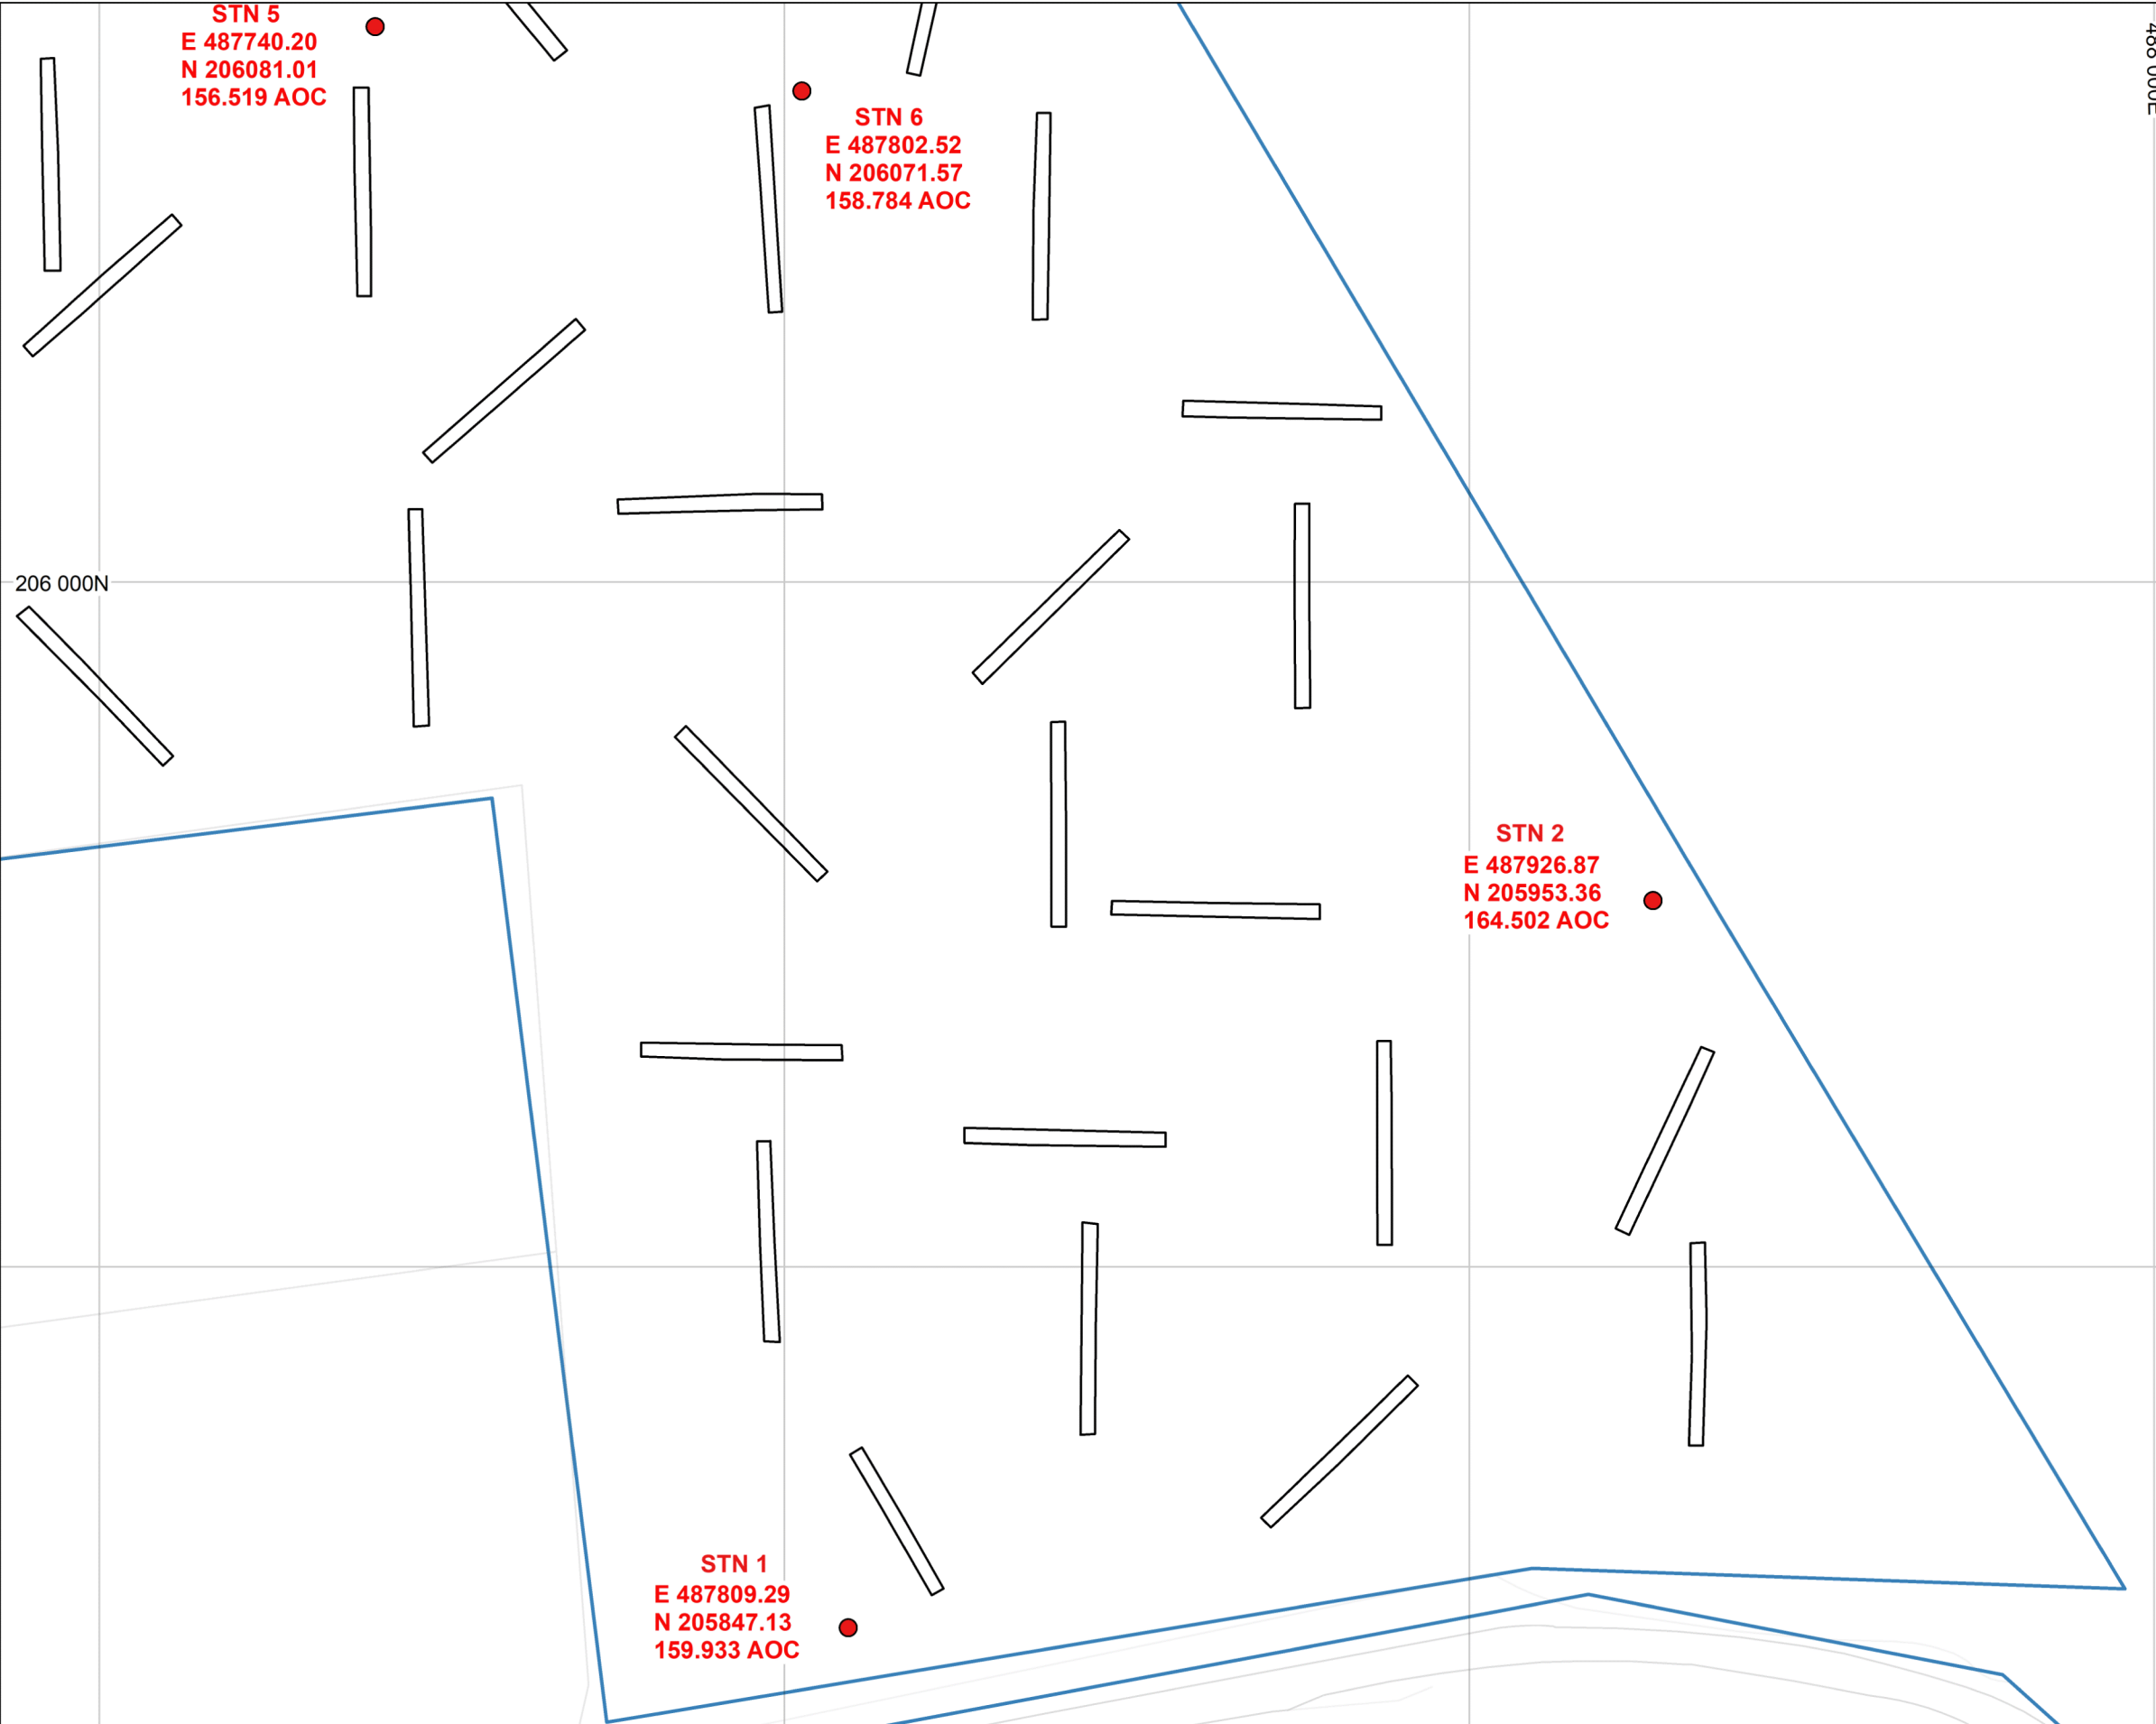 STN 5
E 487740.20
N 206081.01
156.519 AOC
STN 6
E 487802.52
N 206071.57
158.784 AOC
488 000E
206 000N
STN 2
E 487926.87
N 205953.36
164.502 AOC
STN 1
E 487809.29
N 205847.13
159.933 AOC